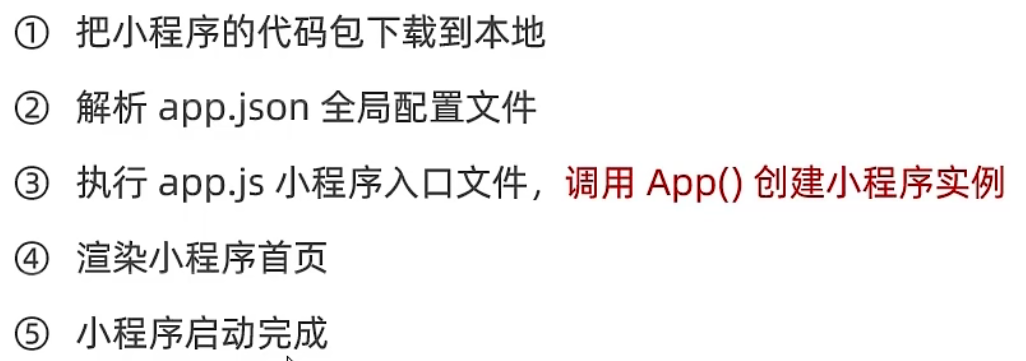 ① 把小程序的代码包下载到本地
② 解析 app.json 全局配置文件
③ 执行 app.js 小程序入口文件，调用 App() 创建小程序实例
④ 渲染小程序首页
⑤ 小程序启动完成